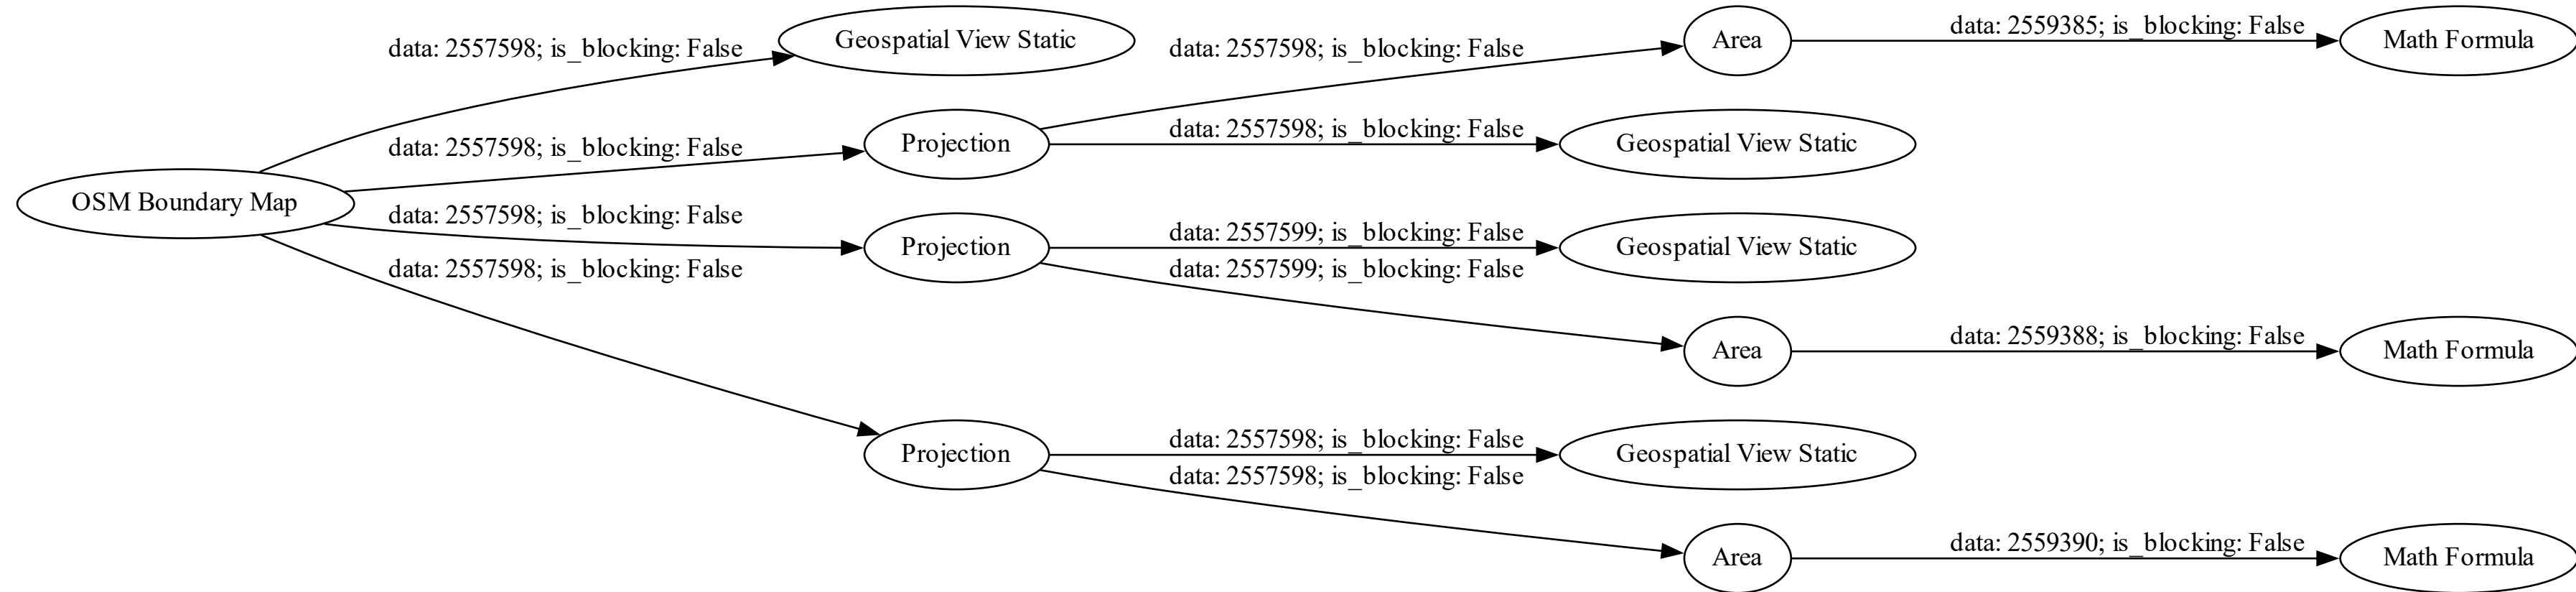 data: 2557598; is_blocking: False
Geospatial View Static
data: 2557598; is_blocking: False
Area
data: 2559385; is_blocking: False
Math Formula
data: 2557598; is_blocking: False
Projection
data: 2557598; is_blocking: False
Geospatial View Static
OSM Boundary Map
data: 2557598; is_blocking: False
Projection
data: 2557599; is_blocking: False
Geospatial View Static
data: 2557598; is_blocking: False
data: 2557599; is_blocking: False
Area
data: 2559388; is_blocking: False
Math Formula
Projection
data: 2557598; is_blocking: False
Geospatial View Static
data: 2557598; is_blocking: False
Area
data: 2559390; is_blocking: False
Math Formula